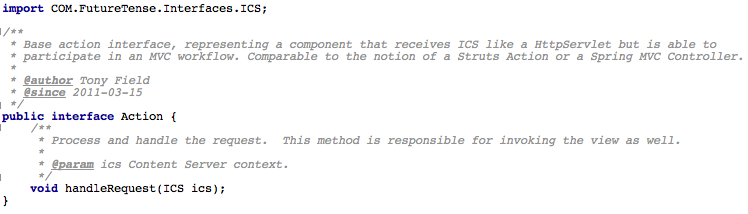 import COM.FutureTense.Interfaces.ICS;
/**
 * Base action interface, representing a component that receives ICS like a HttpServlet but is able to
 * participate in an MVC workflow. Comparable to the notion of a Struts Action or a Spring MVC Controller.
 *
 * @author Tony Field
 * @since 2011-03-15
 */
public interface Action {
    /**
     * Process and handle the request.  This method is responsible for invoking the view as well.
     *
     * @param ics Content Server context.
     */
    void handleRequest(ICS ics);
}